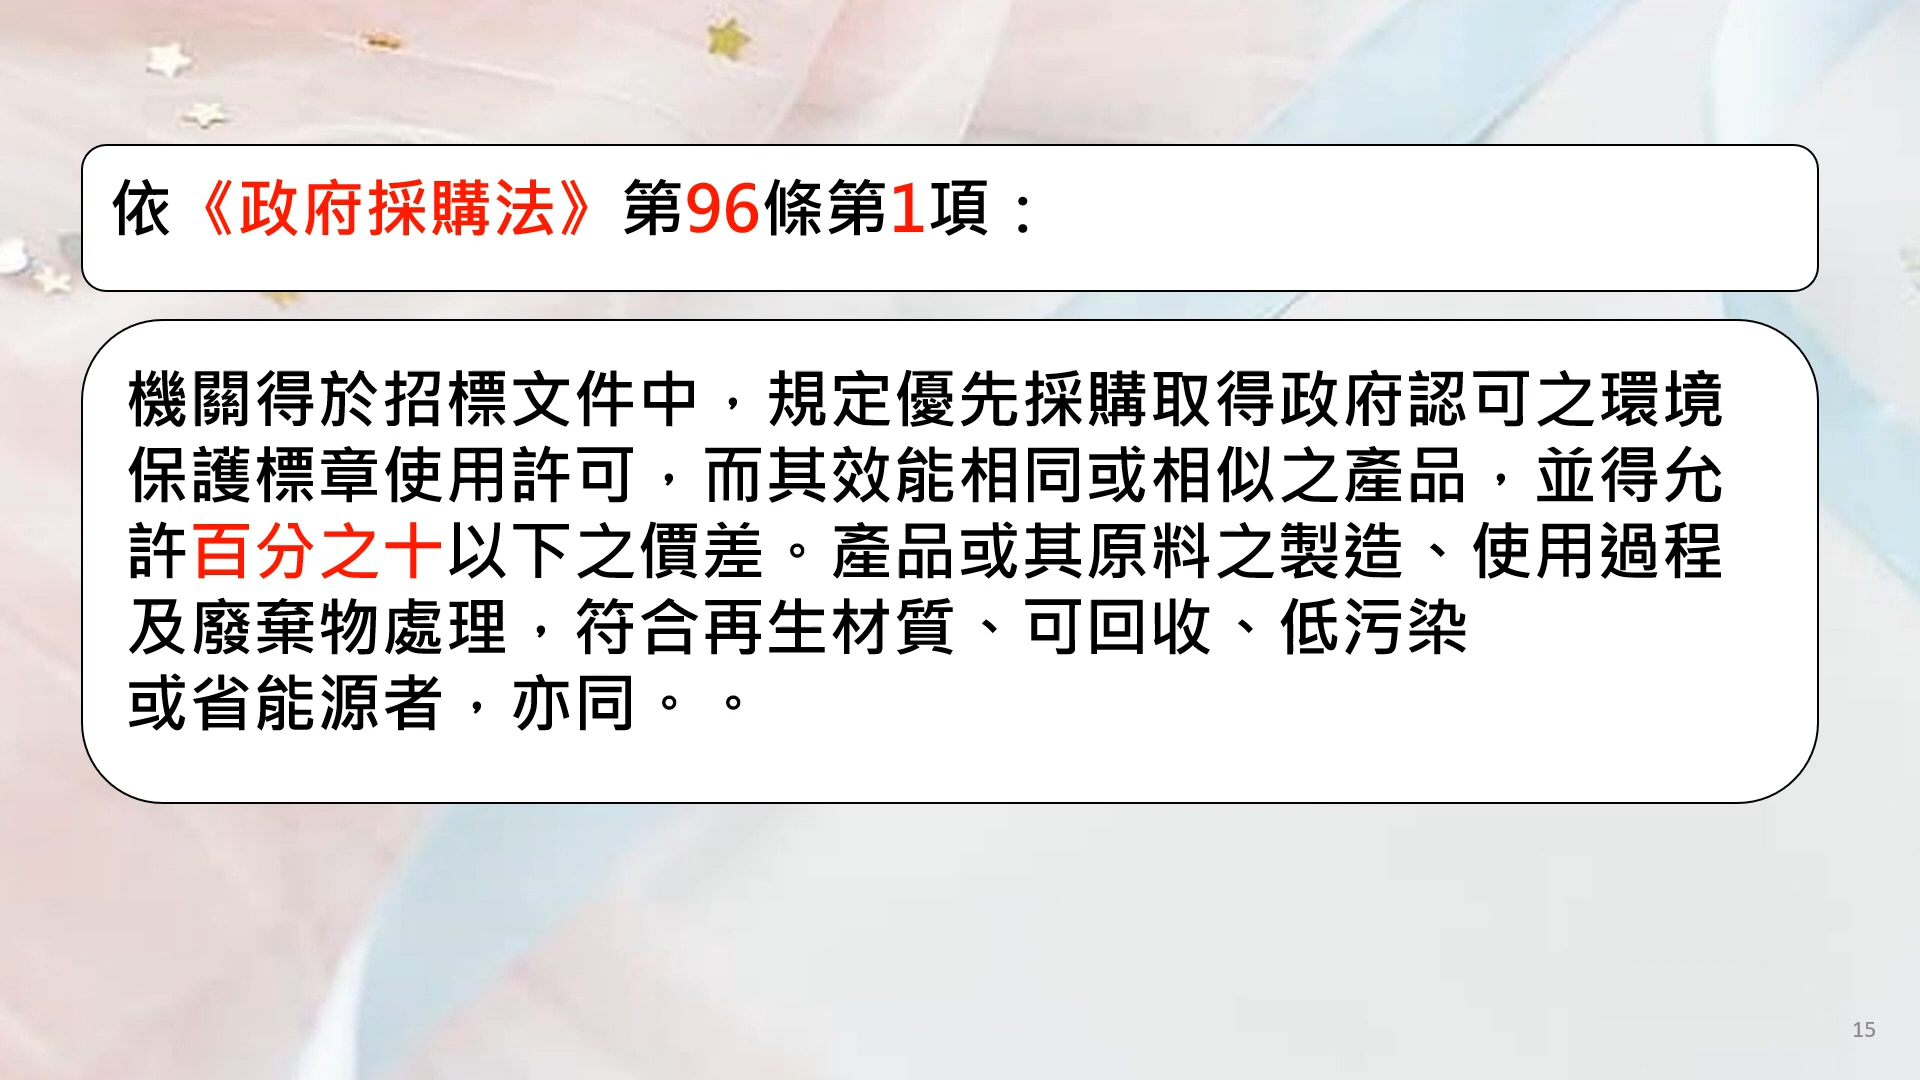 依《政府採購法》第96條第1項：
機關得於招標文件中，規定優先採購取得政府認可之環境
保護標章使用許可，而其效能相同或相似之產品，並得允
許百分之十以下之價差。產品或其原料之製造、使用過程
及廢棄物處理，符合再生材質、可回收、低污染
或省能源者，亦同。。
15